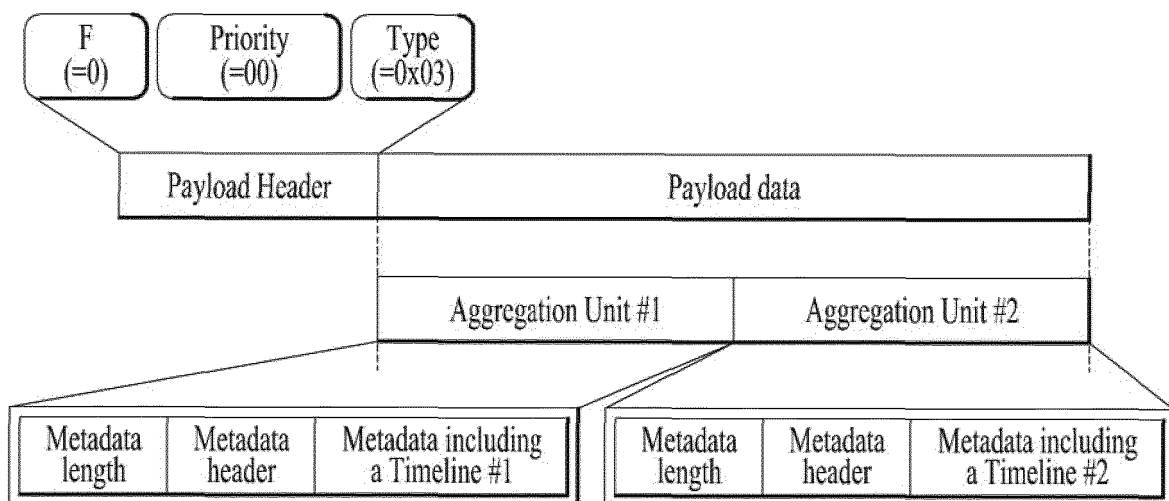 F
(=0)
Priority
(=00)
Type
(=0x03)
Payload Header
Payload data
Aggregation Unit #1
Aggregation Unit #2
Metadata
length
Metadata
header
Metadata including
a Timeline #1
Metadata
length
Metadata
header
Metadata including
a Timeline #2